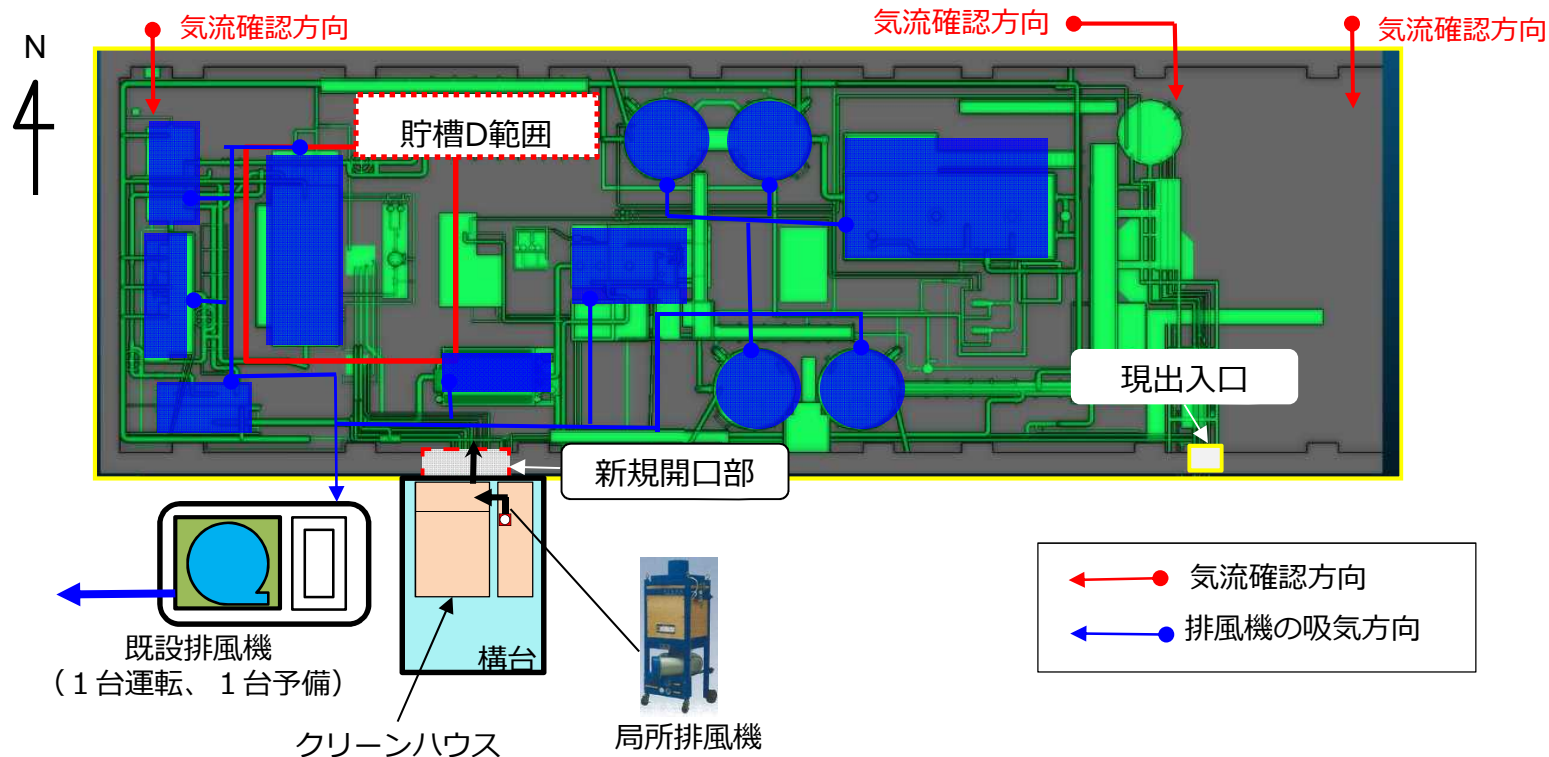 気流確認方向
気流確認方向
気流確認方向
N
貯槽D範囲
現出入口
新規開口部
気流確認方向
排風機の吸気方向
既設排風機
（１台運転、１台予備）
構台
クリーンハウス
局所排風機